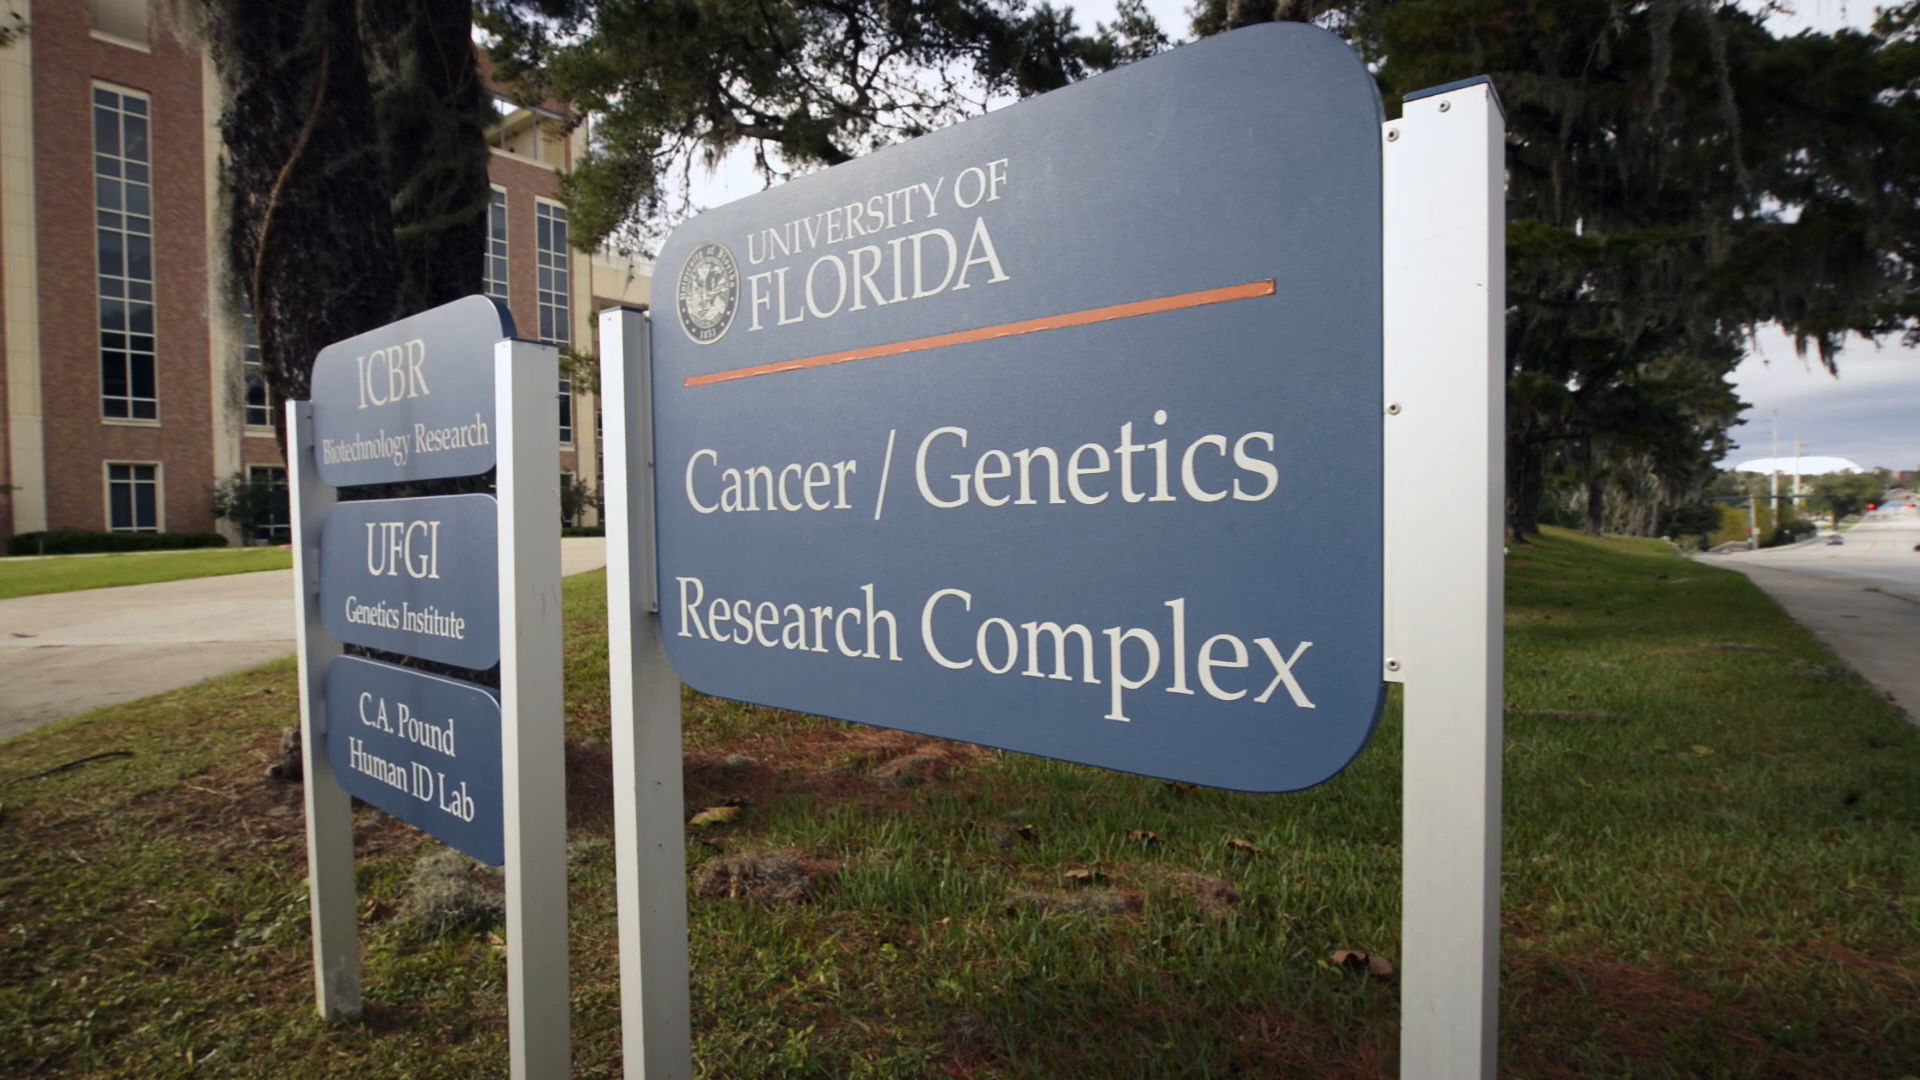 ICBR
Biotechnology Research
UFGI
Genetics Institute
C.A. Pound
Human ID Lab
UNIVERSITY OF
FLORIDA
Cancer / Genetics
Research Complex